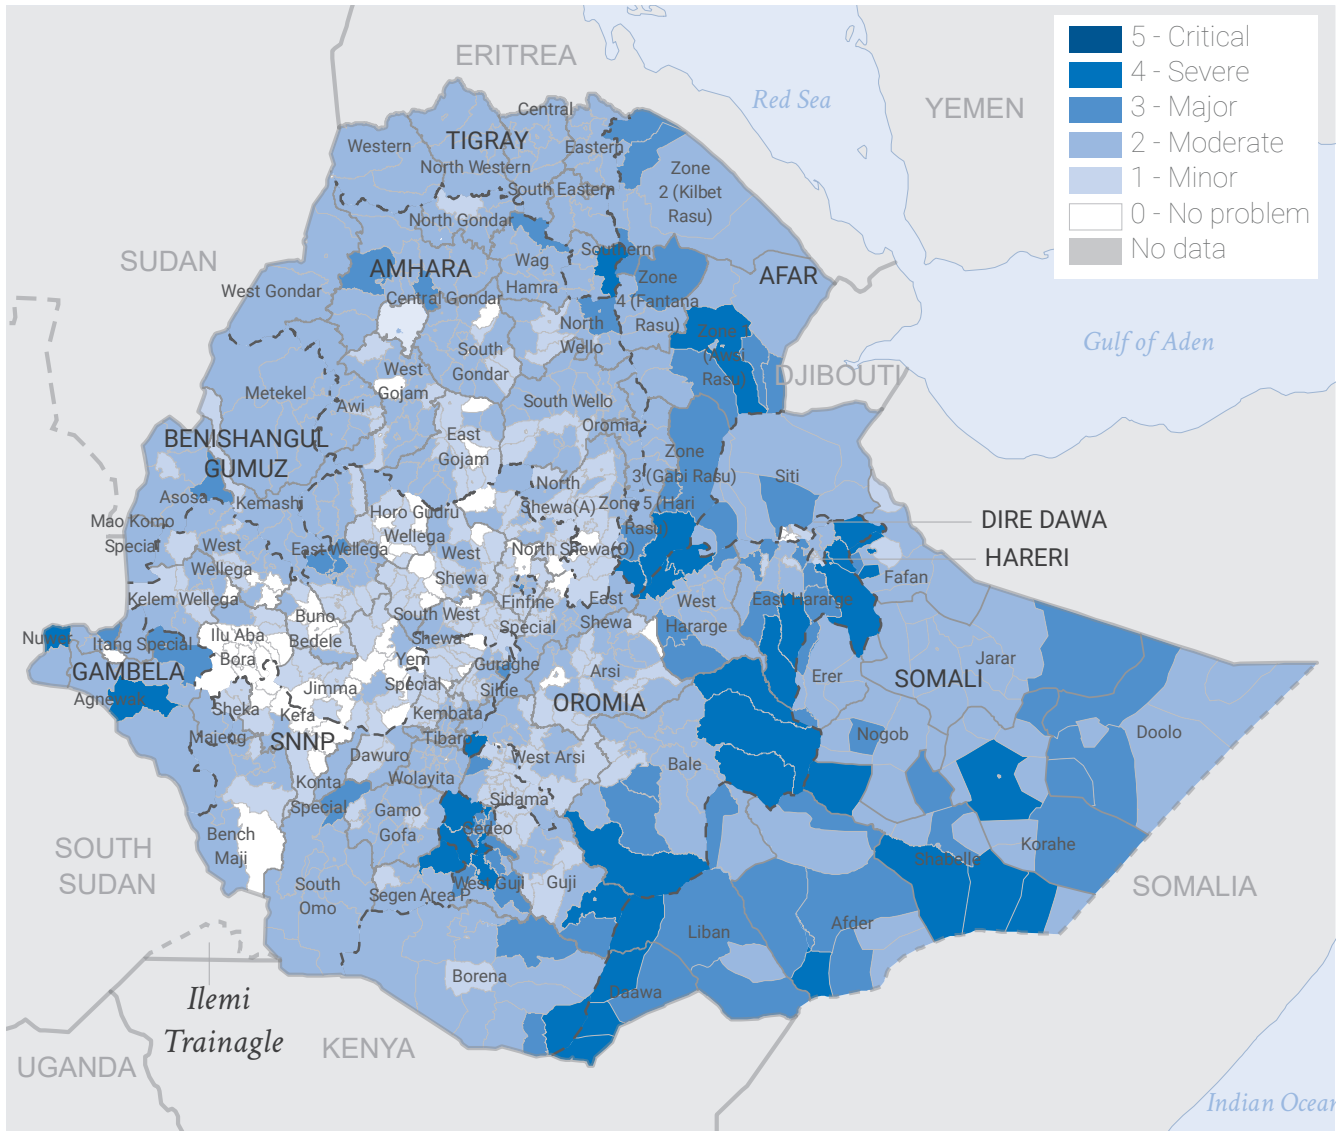 5 - Critical
4 - Severe
3 - Major
2 - Moderate
1 - Minor
0 - No problem
No data
ERITREA
Red Sea
YEMEN
Central
TIGRAY
Western
Eastern
North Western
Zone
2 (Kilbet
Rasu)
South Eastern
North Gondar
SUDAN
Southern
Wag
Hamra
AMHARA
AFAR
West Gondar
Central Gondar
Zone
4 (Fantana
Rasu)
North
Wello
Zone 1
(Awsi
Rasu)
Gulf of Aden
South
Gondar
DJIBOUTI
West
Gojam
Metekel
Awi
South Wello
Oromia
BENISHANGUL
GUMUZ
East
Gojam
Zone
3 (Gabi Rasu)
Siti
Asosa
Kemashi
North
Shewa(A)
Zone 5 (Hari
Rasu)
Horo Gudru
Wellega
Mao Komo
Special
DIRE DAWA
HARERI
West
Wellega
East Wellega
West
Shewa
North Shewa(O)
Fafan
Kelem Wellega
Buno
Bedele
South West
Shewa
Finfine
Special
East
Shewa
West
Hararge
East Hararge
Nuwer
Itang Special
Ilu Aba
Bora
Yem
Special
Guraghe
Siltie
Arsi
Erer
Jarar
GAMBELA
Agnewak
Jimma
OROMIA
SOMALI
Sheka
Kefa
Kembata
Tibaro
Majeng
SNNP
Dawuro
Nogob
Doolo
Konta
Special
Wolayita
West Arsi
Bale
Sidama
Gamo
Gofa
Gedeo
Bench
Maji
SOUTH
SUDAN
Shabelle
Korahe
SOMALIA
South
Omo
Segen Area P
West Guji
Guji
Liban
Afder
Borena
Daawa
Ilemi
Trainagle
KENYA
UGANDA
Indian Ocean